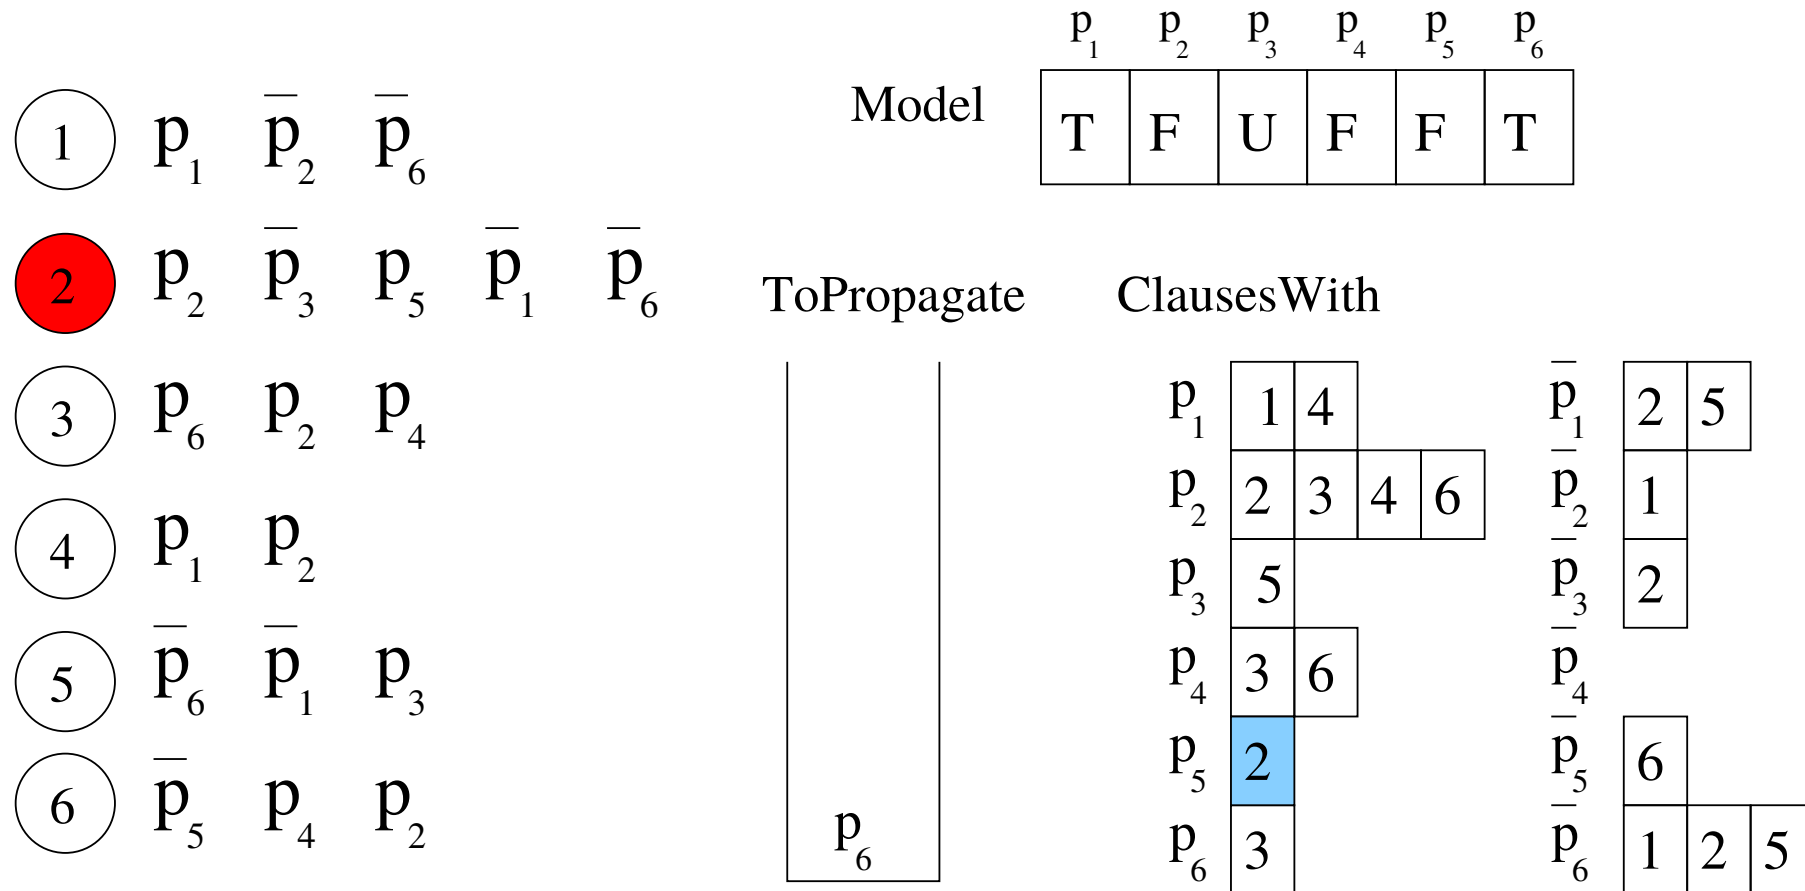 p₁ p₂ p₃ p₄ p₅ p₆
Model T F U F F T
1 p₁ p̅₂ p̅₆
2 p₂ p̅₃ p₅ p̅₁ p̅₆
3 p₆ p₂ p₄
4 p₁ p₂
5 p̅₆ p̅₁ p₃
6 p̅₅ p₄ p₂
ToPropagate
p₆
ClausesWith
p₁ 1 4
p₂ 2 3 4 6
p₃ 5
p₄ 3 6
p₅ 2
p₆ 3
p̅₁ 2 5
p̅₂ 1
p̅₃ 2
p̅₄
p̅₅ 6
p̅₆ 1 2 5